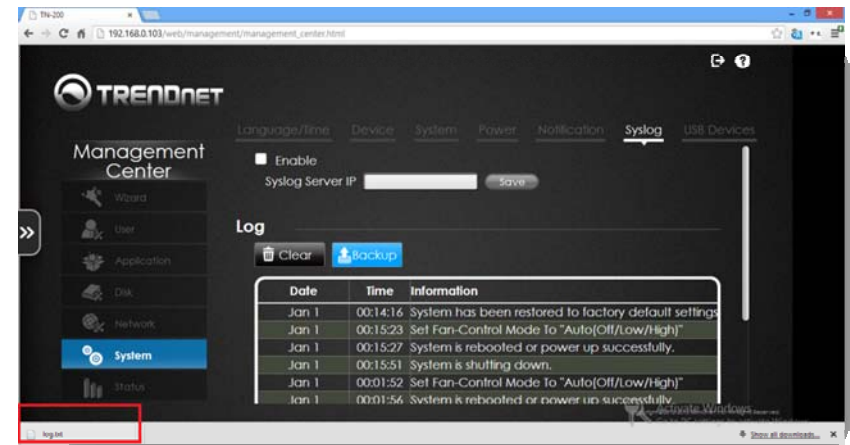 TN-200
192.168.0.103/web/management/management_center.html
TRENDNET
Language/Time Device System Power Notification Syslog USB Devices
Management
Center
Enable
Syslog Server IP
Save
Wizard
User
Log
Clear Backup
Application
Disk
Date Time Information
Jan 1 00:14:16 System has been restored to factory default settings
Network
Jan 1 00:15:23 Set Fan-Control Mode To "Auto(Off/Low/High)"
Jan 1 00:15:27 System is rebooted or power up successfully.
System
Jan 1 00:15:51 System is shutting down.
Status
Jan 1 00:01:52 Set Fan-Control Mode To "Auto(Off/Low/High)"
Jan 1 00:01:56 System is rebooted or power up successfully.
Activate Windows
log.txt
Show all downloads...